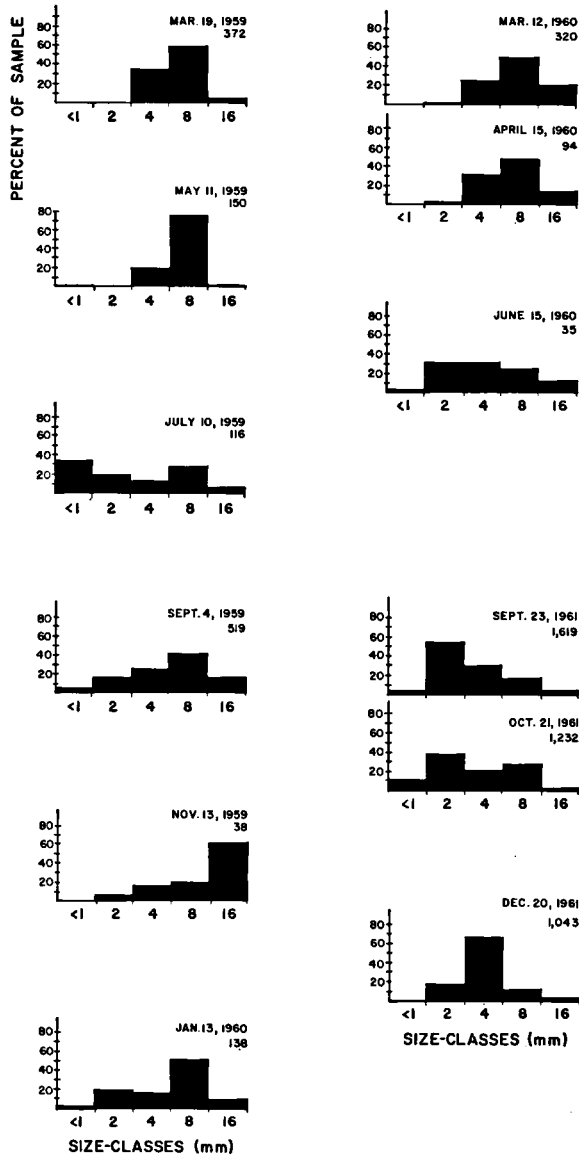 PERCENT OF SAMPLE
MAR. 19, 1959
372
80
60
40
20
<1 2 4 8 16
MAY 11, 1959
150
80
60
40
20
<1 2 4 8 16
JULY 10, 1959
116
80
60
40
20
<1 2 4 8 16
SEPT. 4, 1959
519
80
60
40
20
<1 2 4 8 16
NOV. 13, 1959
38
80
60
40
20
<1 2 4 8 16
JAN. 13, 1960
138
80
60
40
20
<1 2 4 8 16
SIZE-CLASSES (mm)
MAR. 12, 1960
320
80
60
40
20
<1 2 4 8 16
APRIL 15, 1960
94
80
60
40
20
<1 2 4 8 16
JUNE 15, 1960
35
80
60
40
20
<1 2 4 8 16
SEPT. 23, 1961
1,619
80
60
40
20
OCT. 21, 1961
1,232
80
60
40
20
<1 2 4 8 16
DEC. 20, 1961
1,043
80
60
40
20
<1 2 4 8 16
SIZE-CLASSES (mm)